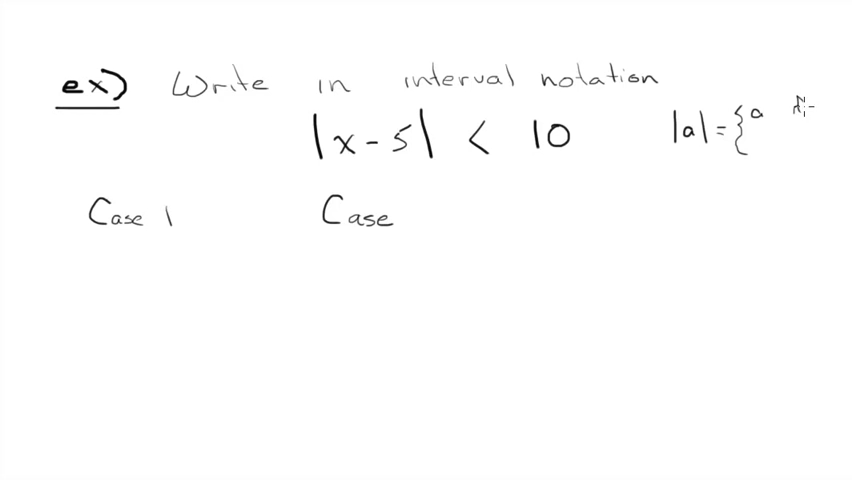 ex) Write in interval notation
|x - 5| < 10
|a| = { a
Case 1 Case